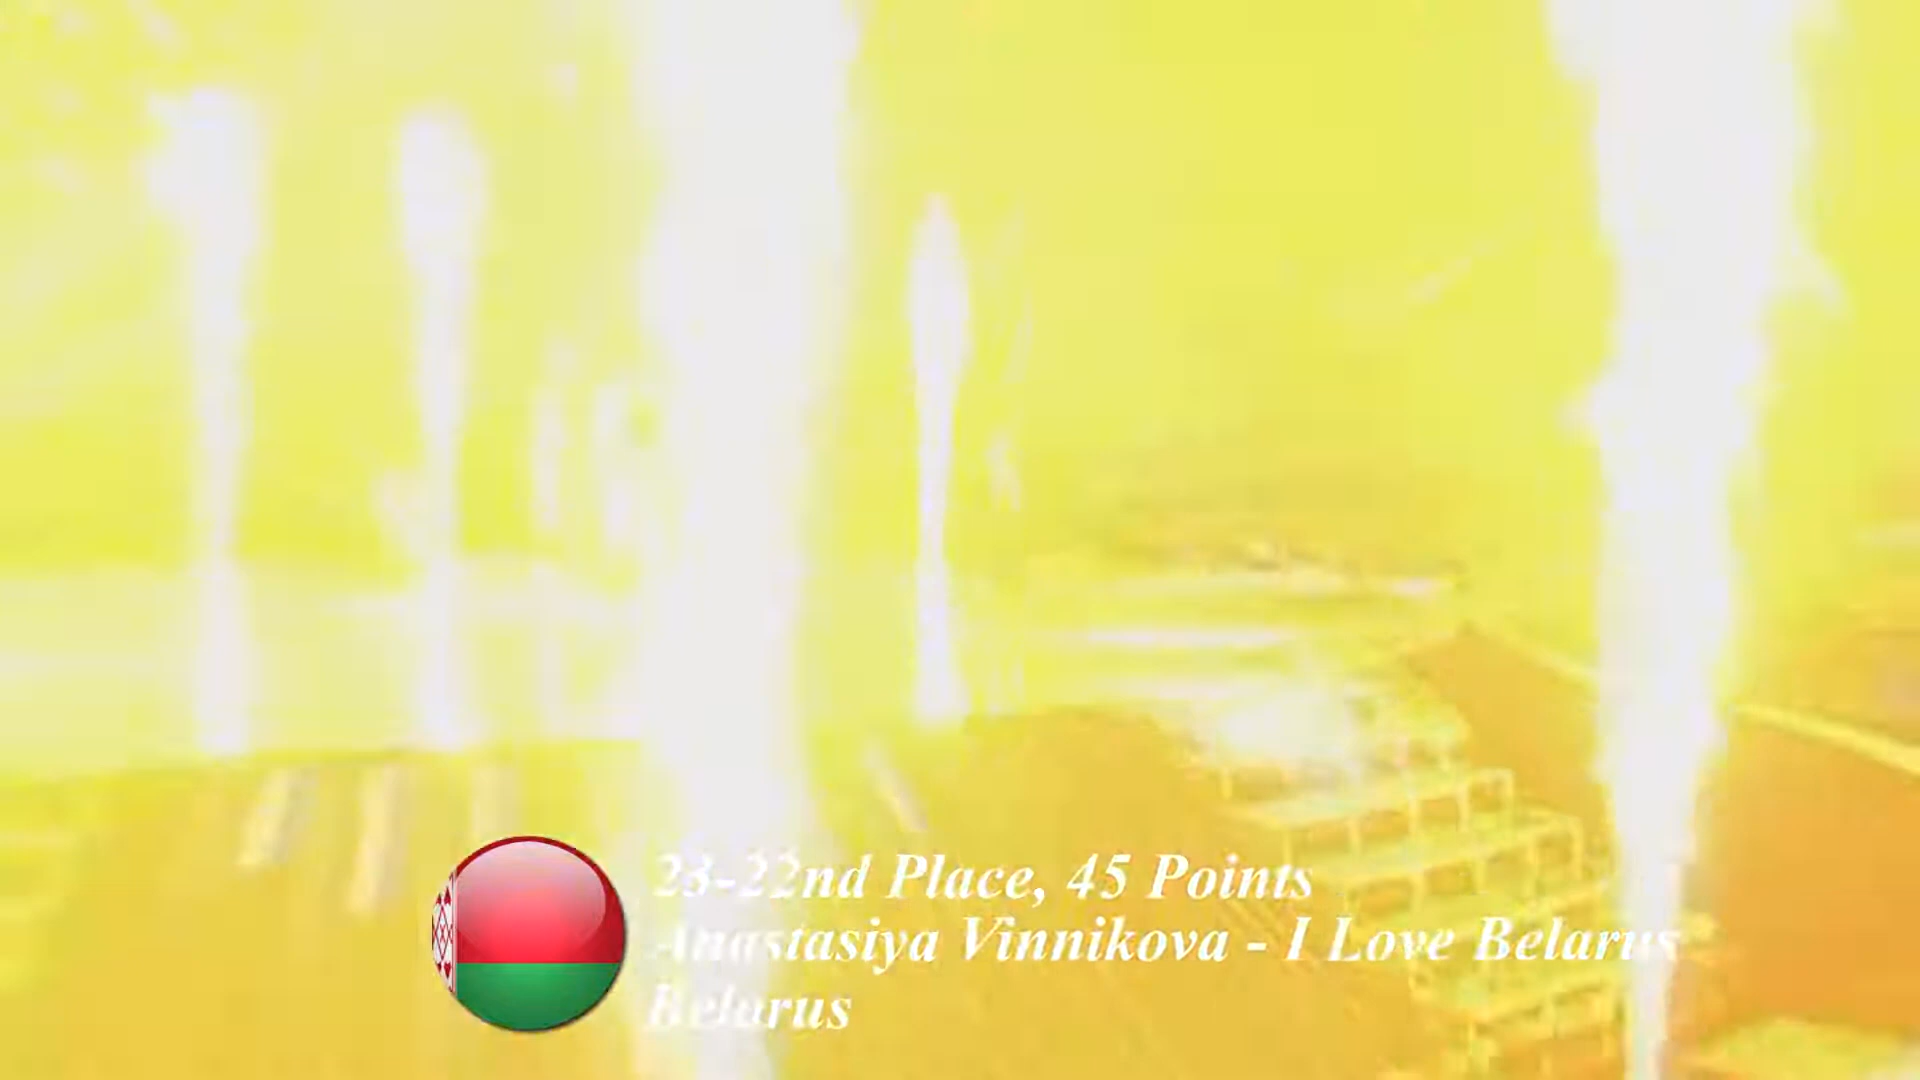 23-22nd Place, 45 Points
Anastasiya Vinnikova - I Love Belarus
Belarus